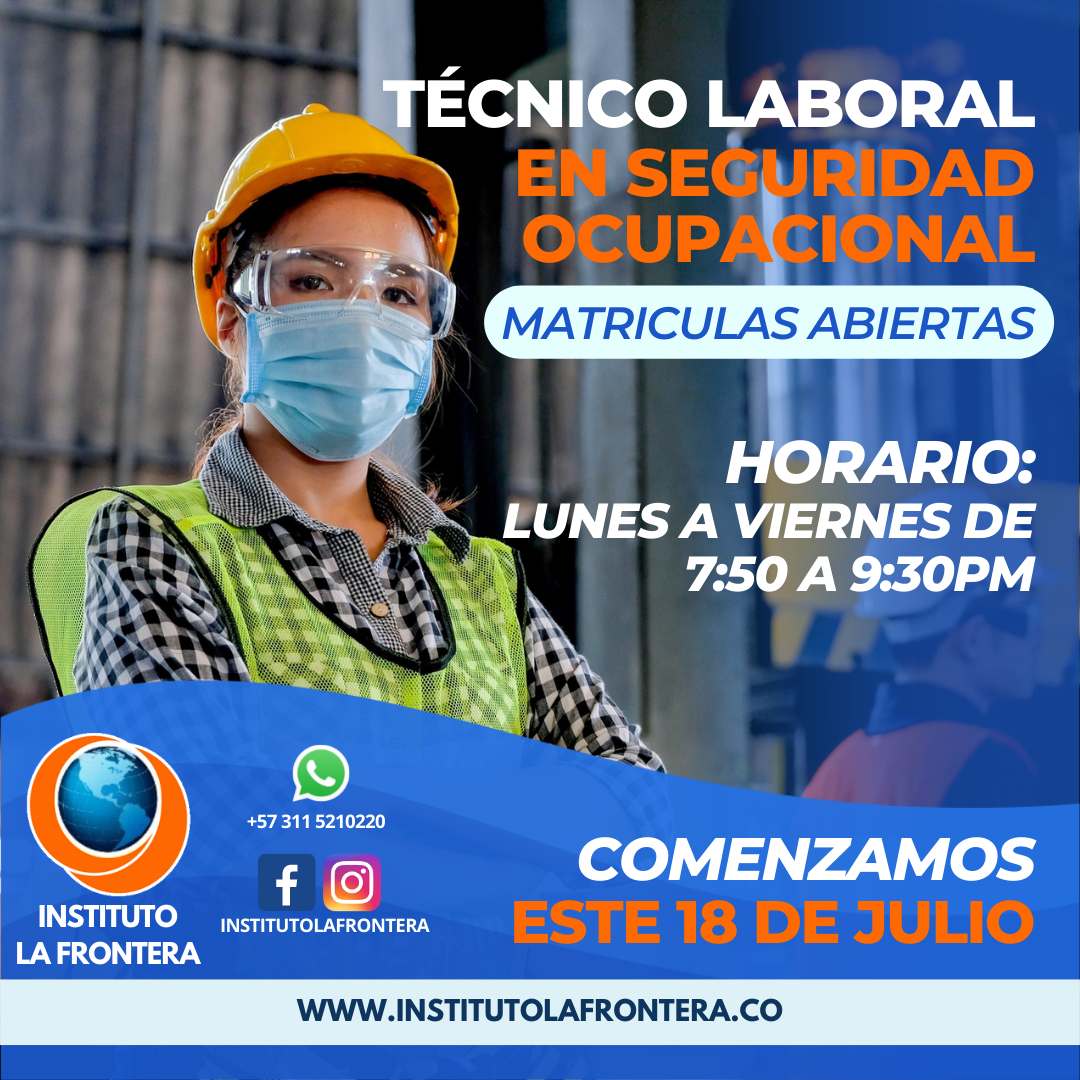 TÉCNICO LABORAL
EN SEGURIDAD
OCUPACIONAL
MATRICULAS ABIERTAS
HORARIO:
LUNES A VIERNES DE
7:50 A 9:30PM
+57 311 5210220
INSTITUTOLAFRONTERA
INSTITUTO
LA FRONTERA
COMENZAMOS
ESTE 18 DE JULIO
WWW.INSTITUTOLAFRONTERA.CO